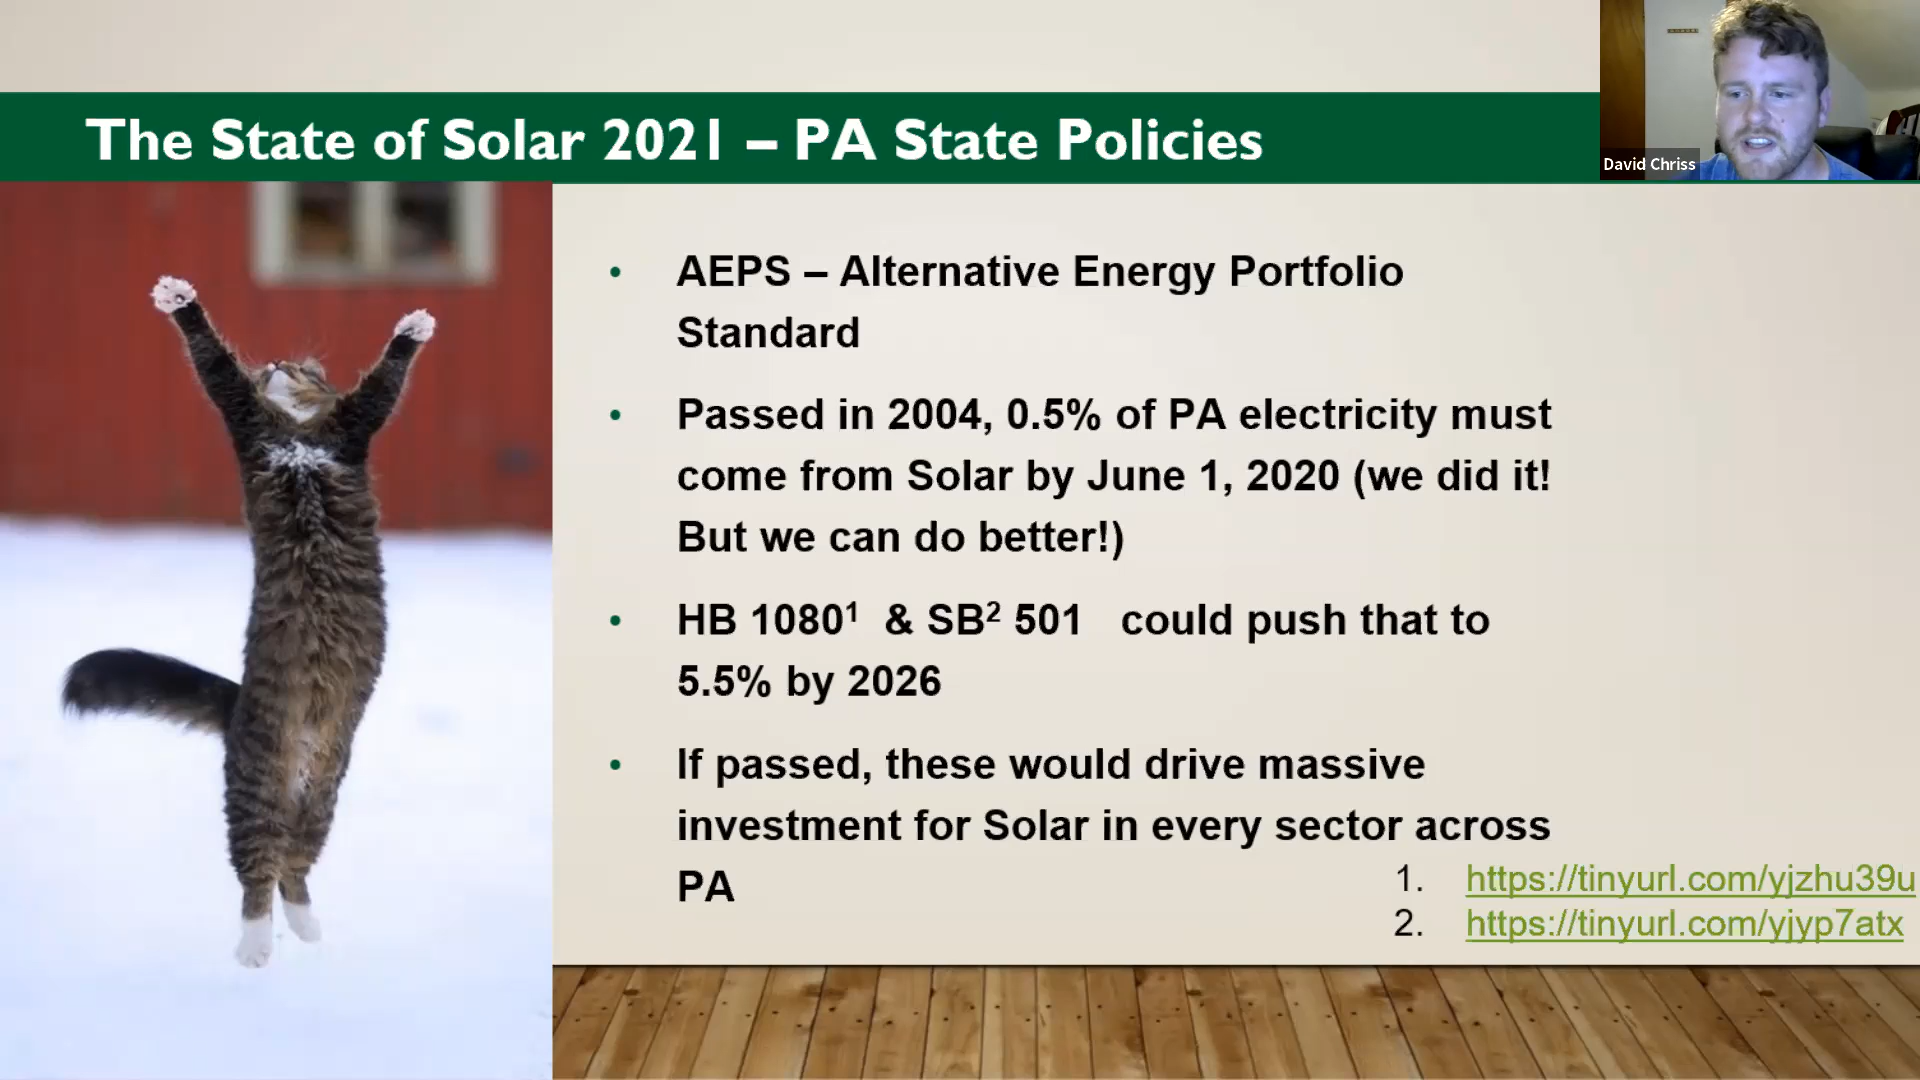 The State of Solar 2021 – PA State Policies
David Chriss
• AEPS – Alternative Energy Portfolio
Standard
• Passed in 2004, 0.5% of PA electricity must
come from Solar by June 1, 2020 (we did it!
But we can do better!)
• HB 1080¹ & SB² 501 could push that to
5.5% by 2026
• If passed, these would drive massive
investment for Solar in every sector across
PA
1. https://tinyurl.com/yjzhu39u
2. https://tinyurl.com/yjyp7atx